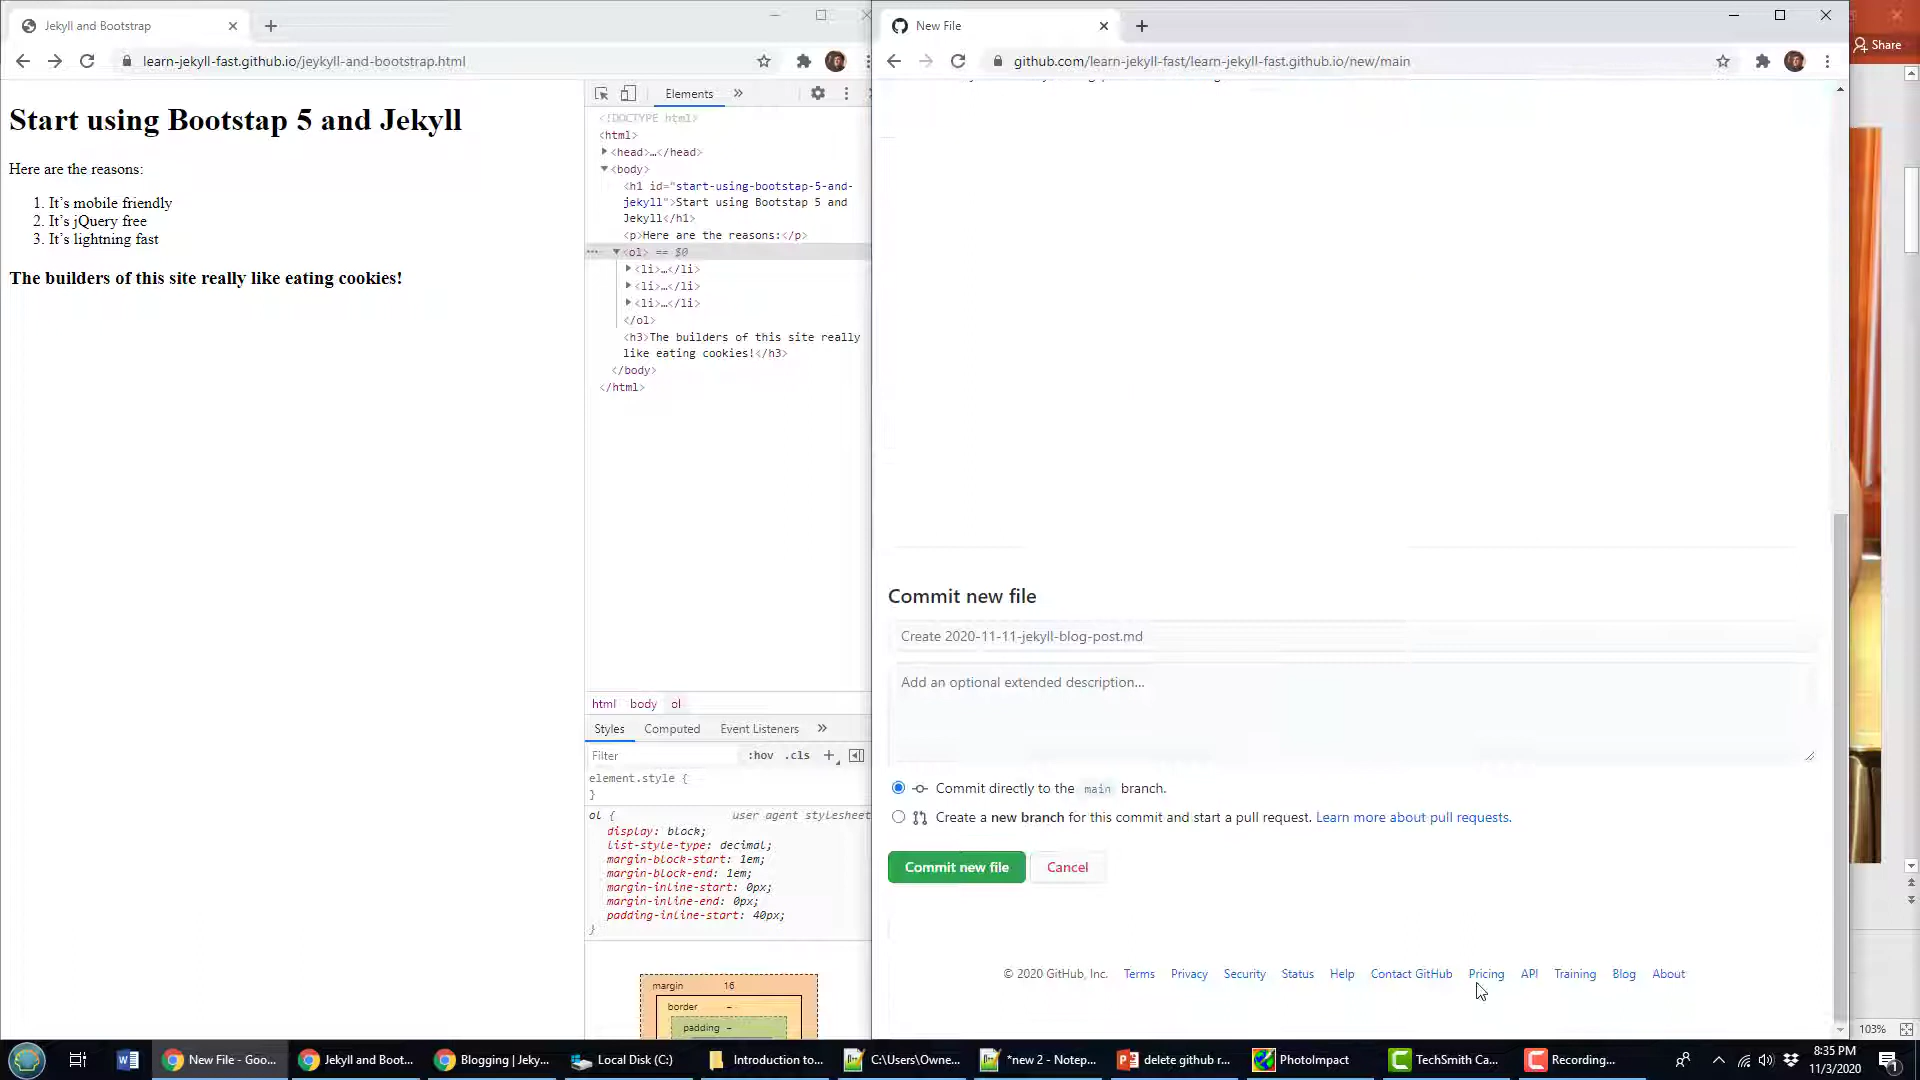 Jekyll and Bootstrap
learn-jekyll-fast.github.io/jeykyll-and-bootstrap.html
Start using Bootstap 5 and Jekyll
Here are the reasons:
1. It's mobile friendly
2. It's jQuery free
3. It's lightning fast
The builders of this site really like eating cookies!
Elements
<!DOCTYPE html>
<html>
<head>…</head>
<body>
<h1 id="start-using-bootstap-5-and-
jekyll">Start using Bootstap 5 and
Jekyll</h1>
<p>Here are the reasons:</p>
<ol> == $0
<li>…</li>
<li>…</li>
<li>…</li>
</ol>
<h3>The builders of this site really
like eating cookies!</h3>
</body>
</html>
html body ol
Styles Computed Event Listeners
Filter :hov .cls
element.style {
}
ol { user agent stylesheet
display: block;
list-style-type: decimal;
margin-block-start: 1em;
margin-block-end: 1em;
margin-inline-start: 0px;
margin-inline-end: 0px;
padding-inline-start: 40px;
}
margin 16
border –
padding –
New File
github.com/learn-jekyll-fast/learn-jekyll-fast.github.io/new/main
Commit new file
Create 2020-11-11-jekyll-blog-post.md
Add an optional extended description...
Commit directly to the main branch.
Create a new branch for this commit and start a pull request. Learn more about pull requests.
Commit new file Cancel
© 2020 GitHub, Inc. Terms Privacy Security Status Help Contact GitHub Pricing API Training Blog About
Share
103%
New File - Goo... Jekyll and Boot... Blogging | Jeky... Local Disk (C:) Introduction to... C:\Users\Owne... *new 2 - Notep... delete github r... PhotoImpact TechSmith Ca... Recording...
8:35 PM
11/3/2020
1